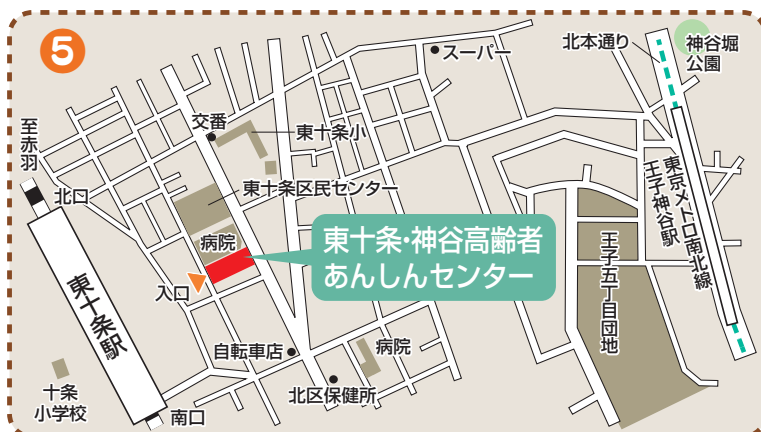 5
スーパー
北本通り
神谷堀
公園
交番
東十条小
至赤羽
北口
東十条区民センター
病院
東十条・神谷高齢者
あんしんセンター
入口
東十条駅
自転車店
病院
北区保健所
十条
小学校
南口
王子五丁目団地
東京メトロ南北線
王子神谷駅